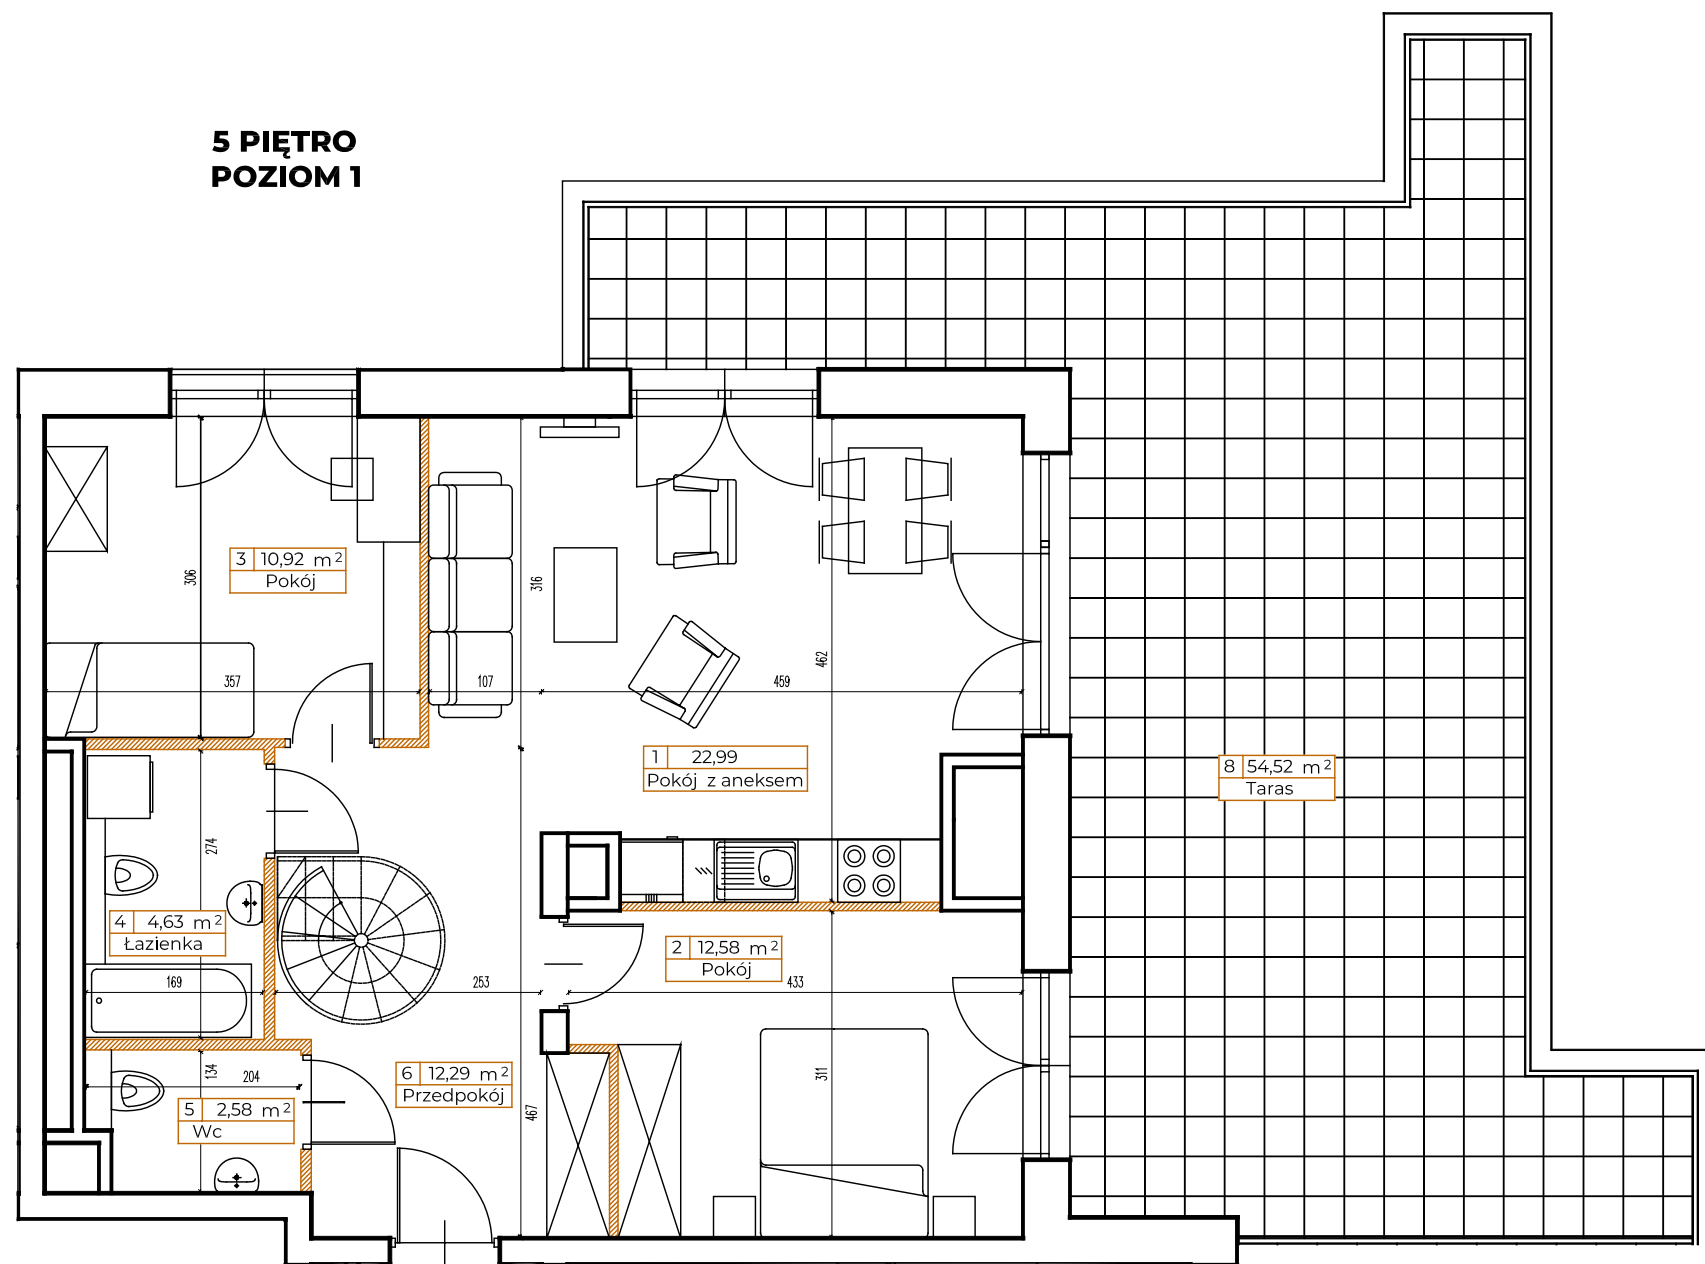 5 PIĘTRO
POZIOM 1
3 10,92 m²
Pokój
306
316
462
357
107
459
1 22,99
Pokój z aneksem
8 54,52 m²
Taras
274
4 4,63 m²
Łazienka
2 12,58 m²
Pokój
169
253
433
134
204
6 12,29 m²
Przedpokój
311
467
5 2,58 m²
Wc